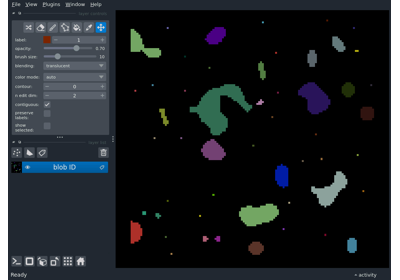 File View Plugins Window Help
label: 1
opacity: 0.70
brush size: 10
blending: translucent
color mode: auto
contour: 0
n edit dim: 2
contiguous:
preserve
labels:
show
selected:
blob ID
Ready
activity